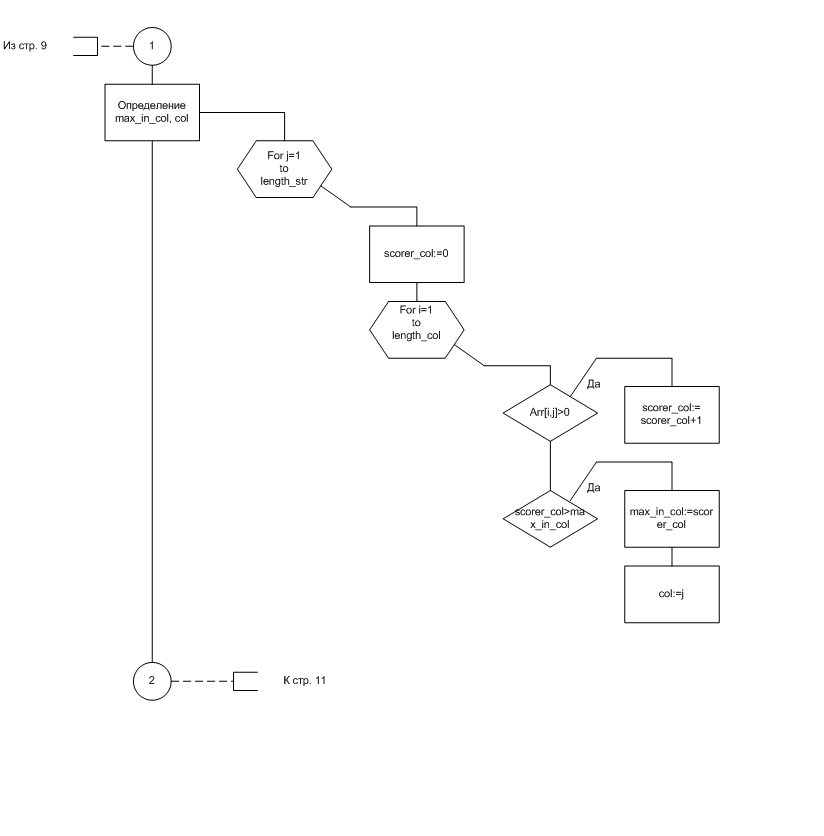 Из стр. 9
1
Определение
max_in_col, col
For j=1
to
length_str
scorer_col:=0
For i=1
to
length_col
Arr[i,j]>0
Да
scorer_col:=
scorer_col+1
scorer_col>ma
x_in_col
Да
max_in_col:=scor
er_col
col:=j
2
К стр. 11